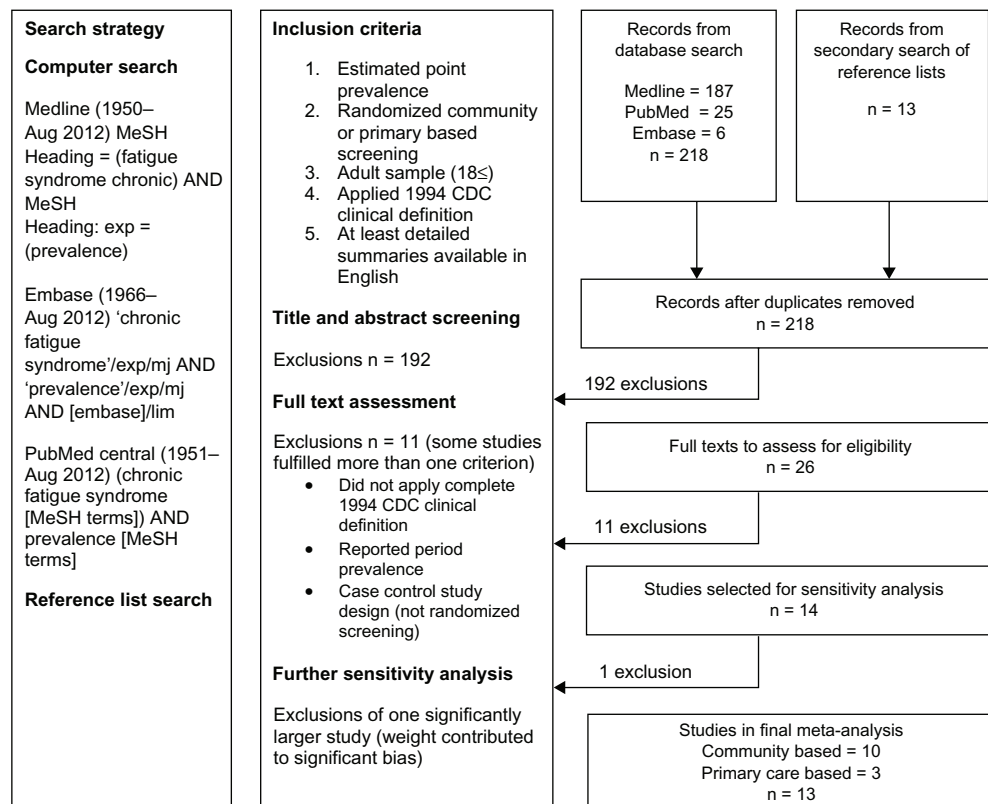 Search strategy
Computer search
Medline (1950–
Aug 2012) MeSH
Heading = (fatigue
syndrome chronic) AND
MeSH
Heading: exp =
(prevalence)
Embase (1966–
Aug 2012) ‘chronic
fatigue
syndrome’/exp/mj AND
‘prevalence’/exp/mj
AND [embase]/lim
PubMed central (1951–
Aug 2012) (chronic
fatigue syndrome
[MeSH terms]) AND
prevalence [MeSH
terms]
Reference list search
Inclusion criteria
1. Estimated point
prevalence
2. Randomized community
or primary based
screening
3. Adult sample (18≤)
4. Applied 1994 CDC
clinical definition
5. At least detailed
summaries available in
English
Title and abstract screening
Exclusions n = 192
Full text assessment
Exclusions n = 11 (some studies
fulfilled more than one criterion)
• Did not apply complete
1994 CDC clinical
definition
• Reported period
prevalence
• Case control study
design (not randomized
screening)
Further sensitivity analysis
Exclusions of one significantly
larger study (weight contributed
to significant bias)
Records from
database search
Medline = 187
PubMed = 25
Embase = 6
n = 218
Records from
secondary search of
reference lists
n = 13
Records after duplicates removed
n = 218
192 exclusions
Full texts to assess for eligibility
n = 26
11 exclusions
Studies selected for sensitivity analysis
n = 14
1 exclusion
Studies in final meta-analysis
Community based = 10
Primary care based = 3
n = 13